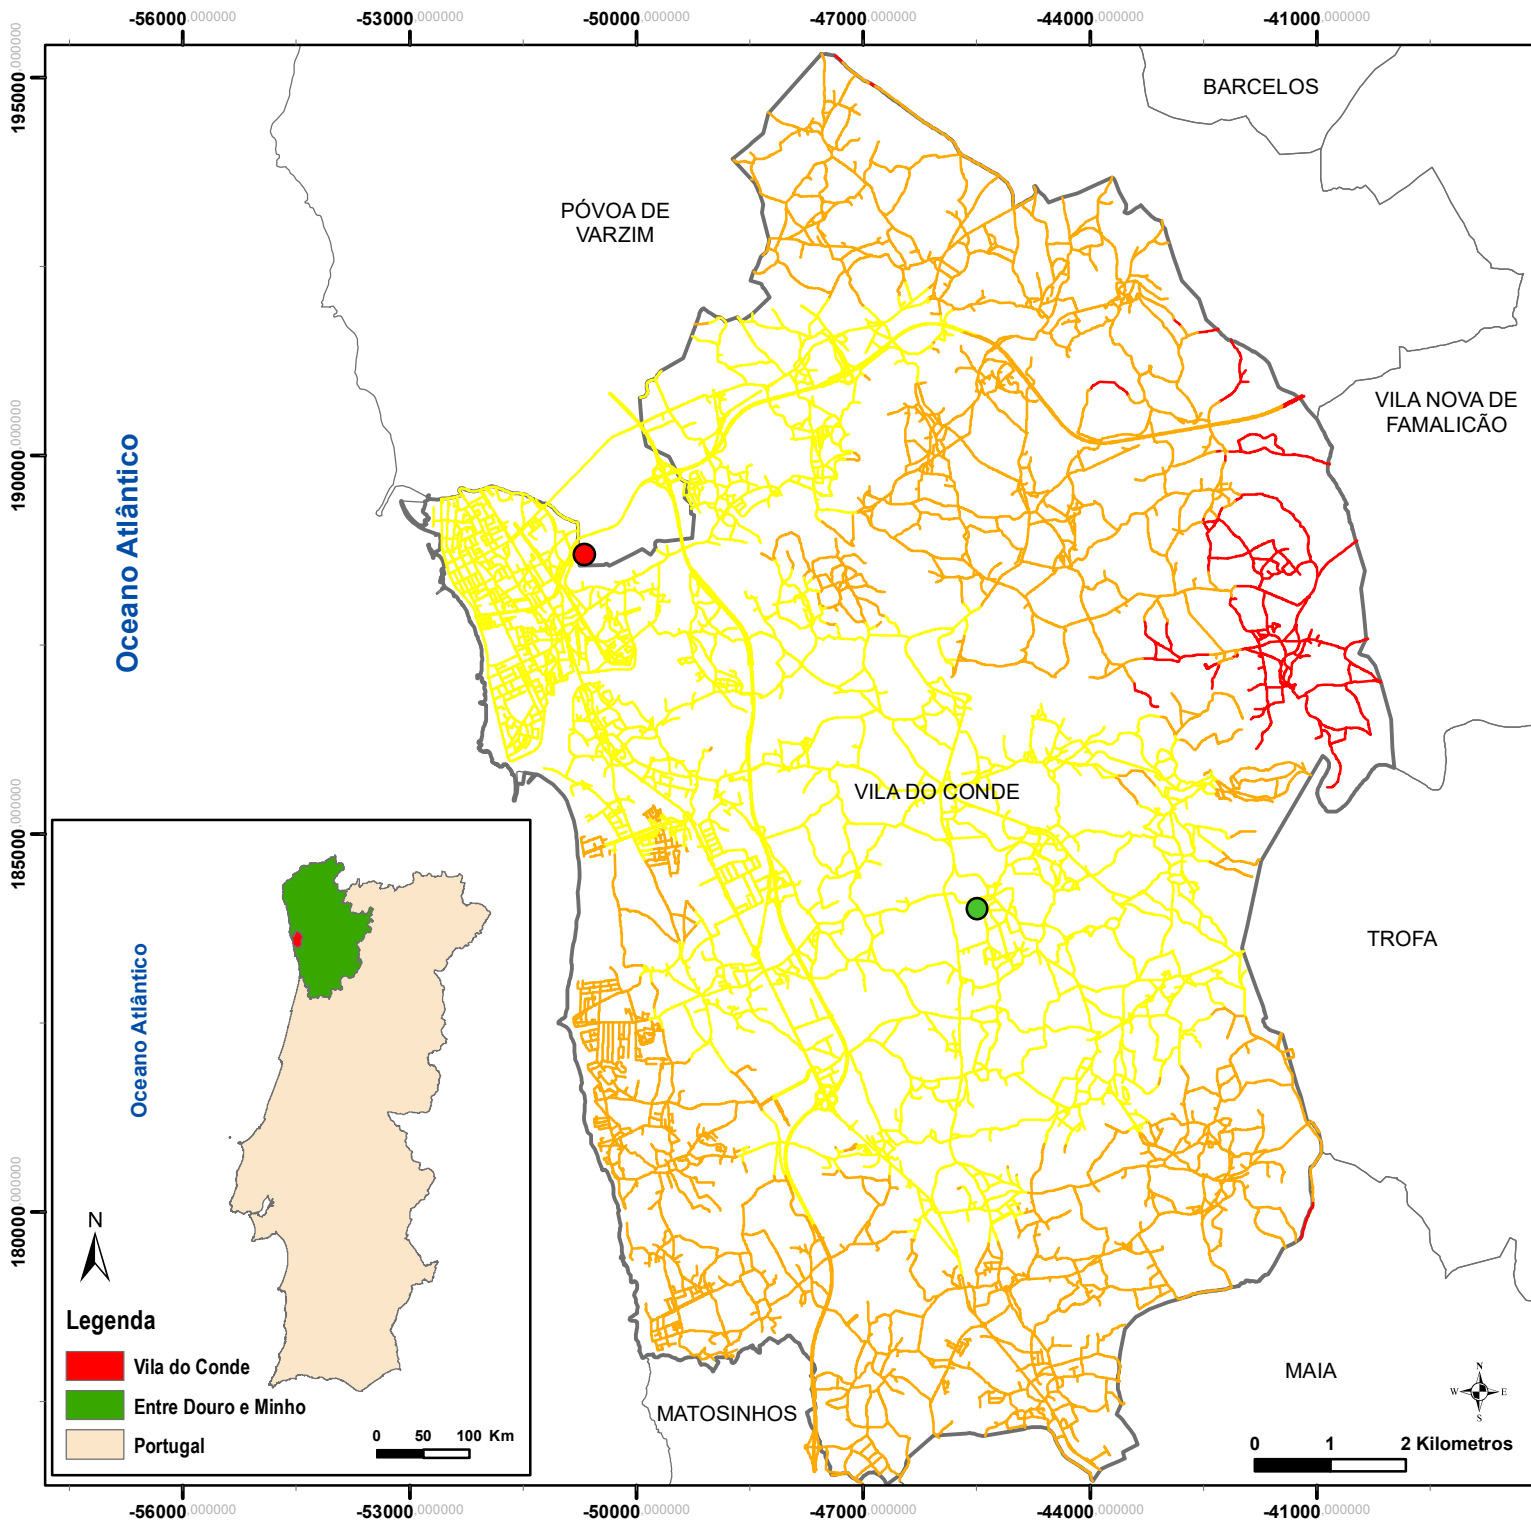 -56000,000000 -53000,000000 -50000,000000 -47000,000000 -44000,000000 -41000,000000
195000,000000
190000,000000
185000,000000
180000,000000
BARCELOS
PÓVOA DE
VARZIM
VILA NOVA DE
FAMALICÃO
Oceano Atlântico
VILA DO CONDE
TROFA
MAIA
MATOSINHOS
Oceano Atlântico
N
Legenda
Vila do Conde
Entre Douro e Minho
Portugal
0 50 100 Km
N
W E
S
0 1 2 Kilometros
-56000,000000 -53000,000000 -50000,000000 -47000,000000 -44000,000000 -41000,000000